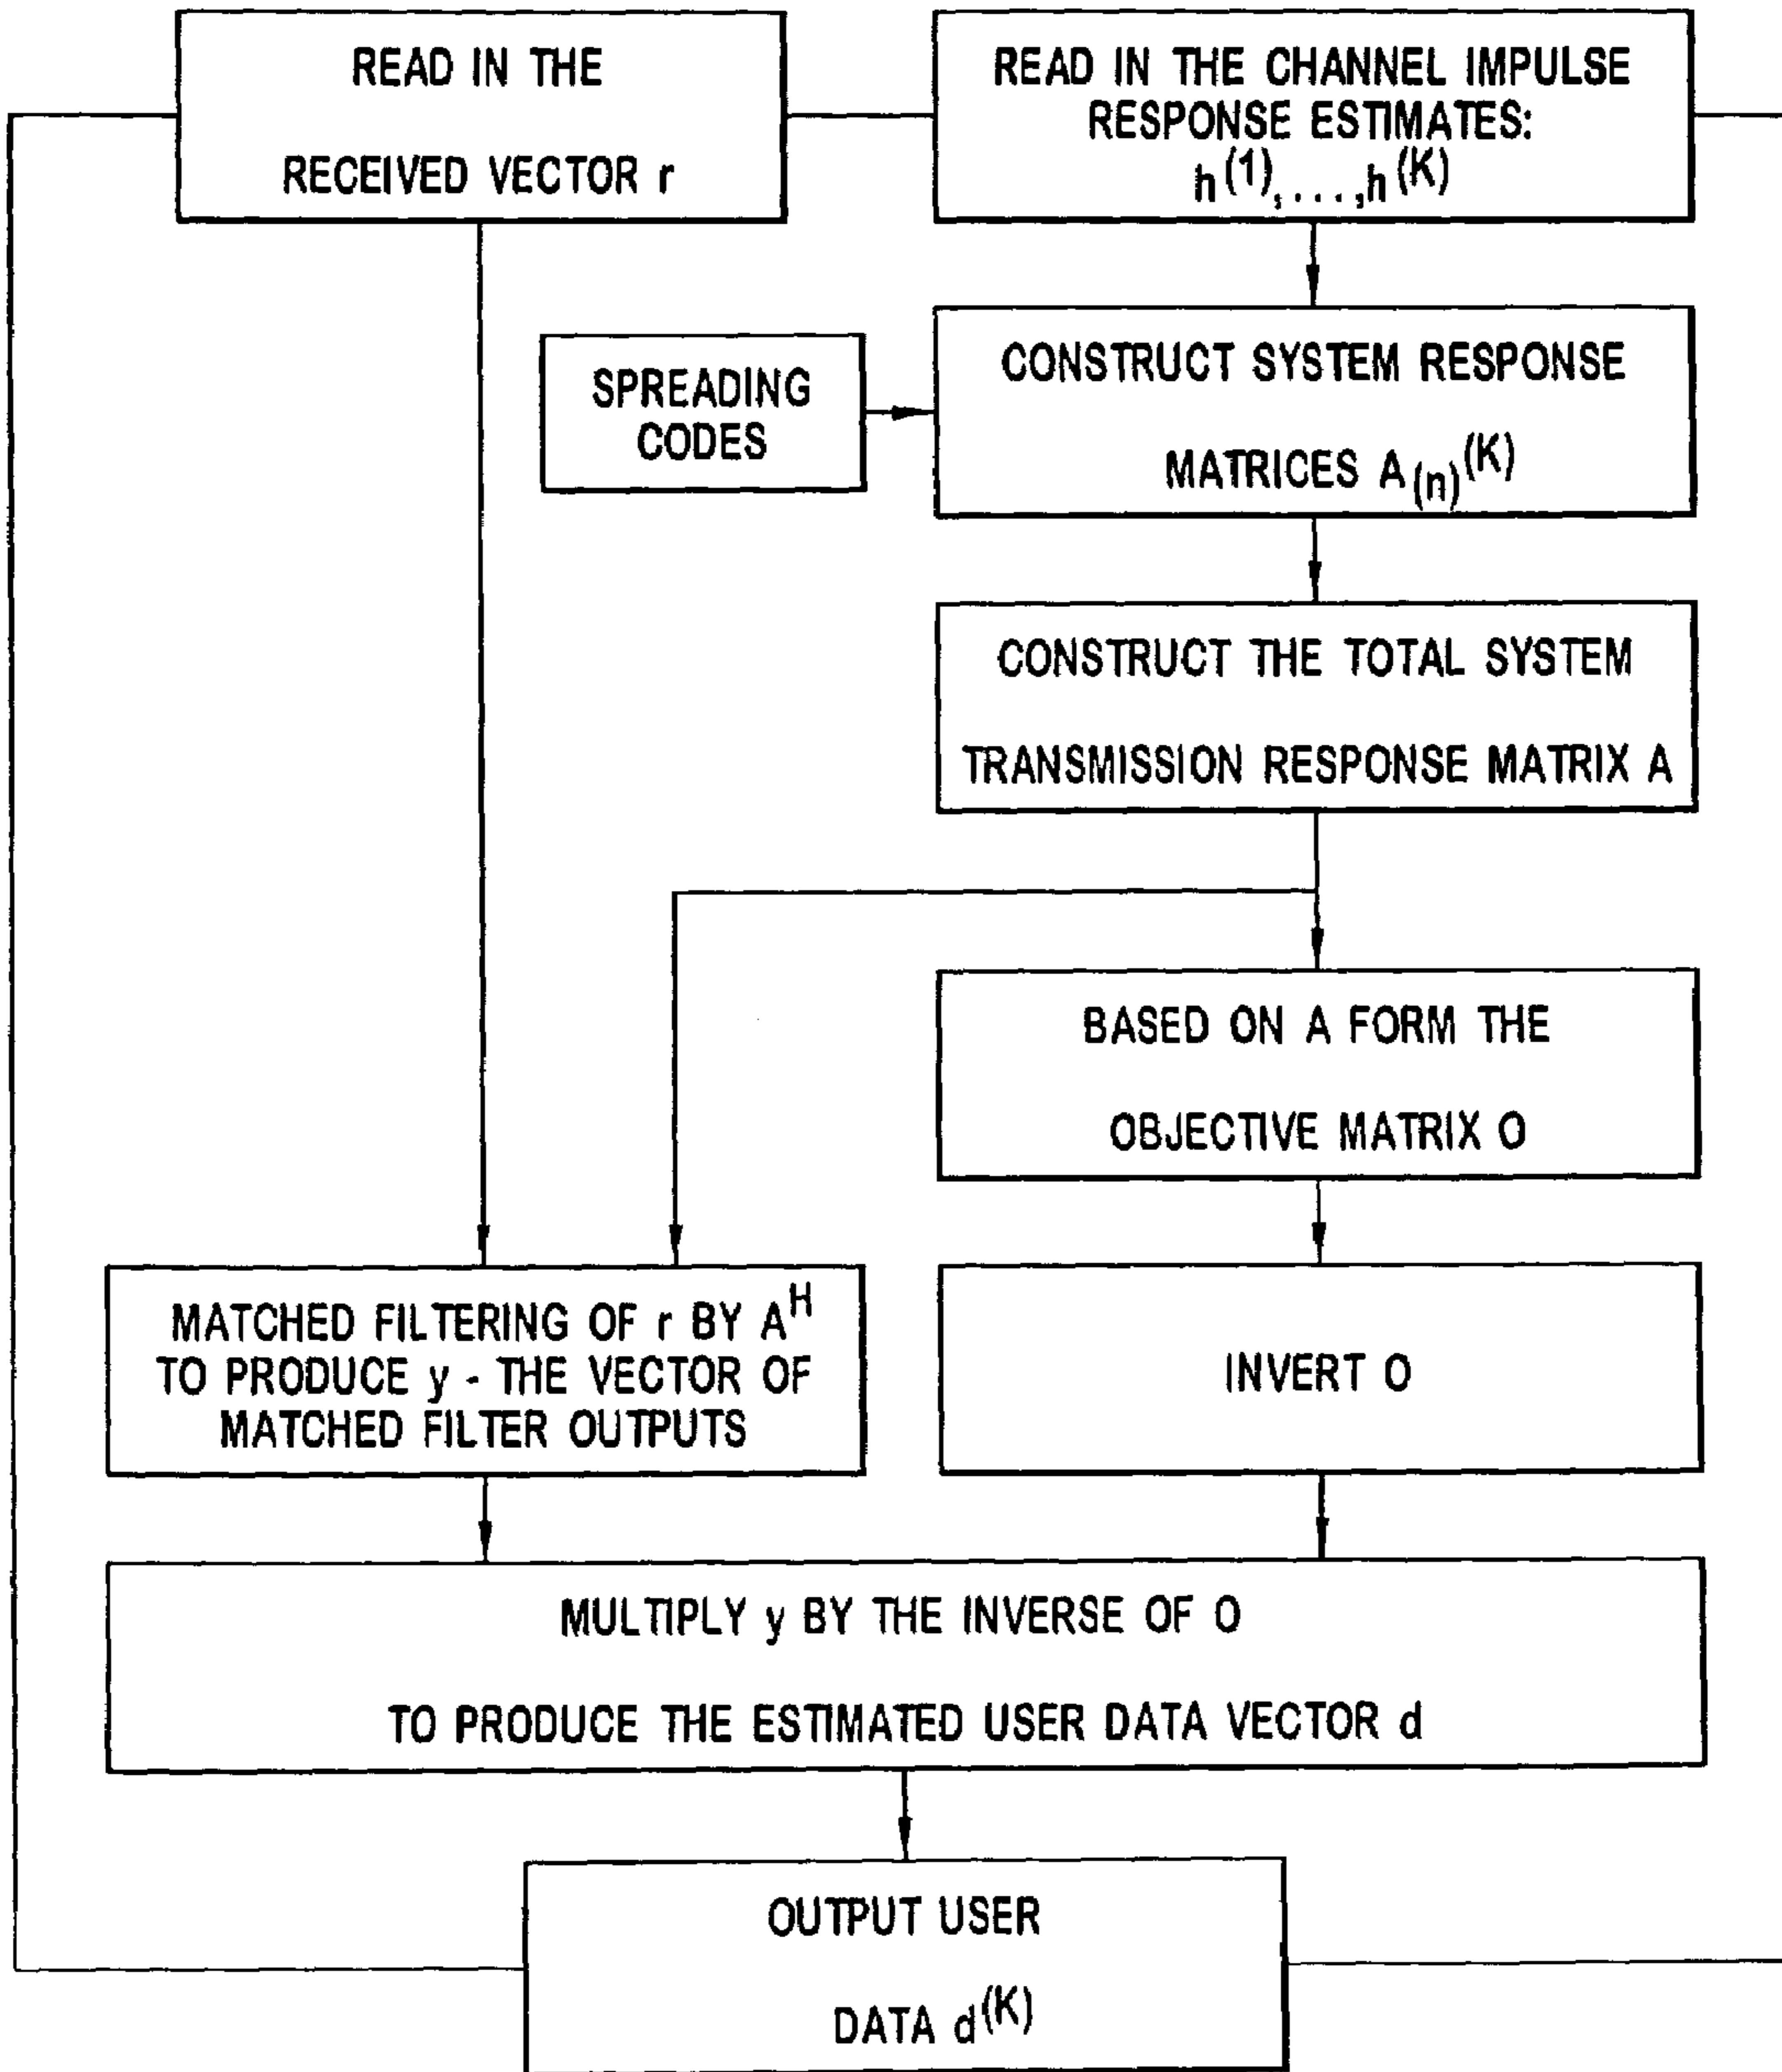 READ IN THE
RECEIVED VECTOR r
READ IN THE CHANNEL IMPULSE
RESPONSE ESTIMATES:
h(1),...,h(K)
SPREADING
CODES
CONSTRUCT SYSTEM RESPONSE
MATRICES A(n)(K)
CONSTRUCT THE TOTAL SYSTEM
TRANSMISSION RESPONSE MATRIX A
BASED ON A FORM THE
OBJECTIVE MATRIX O
MATCHED FILTERING OF r BY AH
TO PRODUCE y - THE VECTOR OF
MATCHED FILTER OUTPUTS
INVERT O
MULTIPLY y BY THE INVERSE OF O
TO PRODUCE THE ESTIMATED USER DATA VECTOR d
OUTPUT USER
DATA d(K)